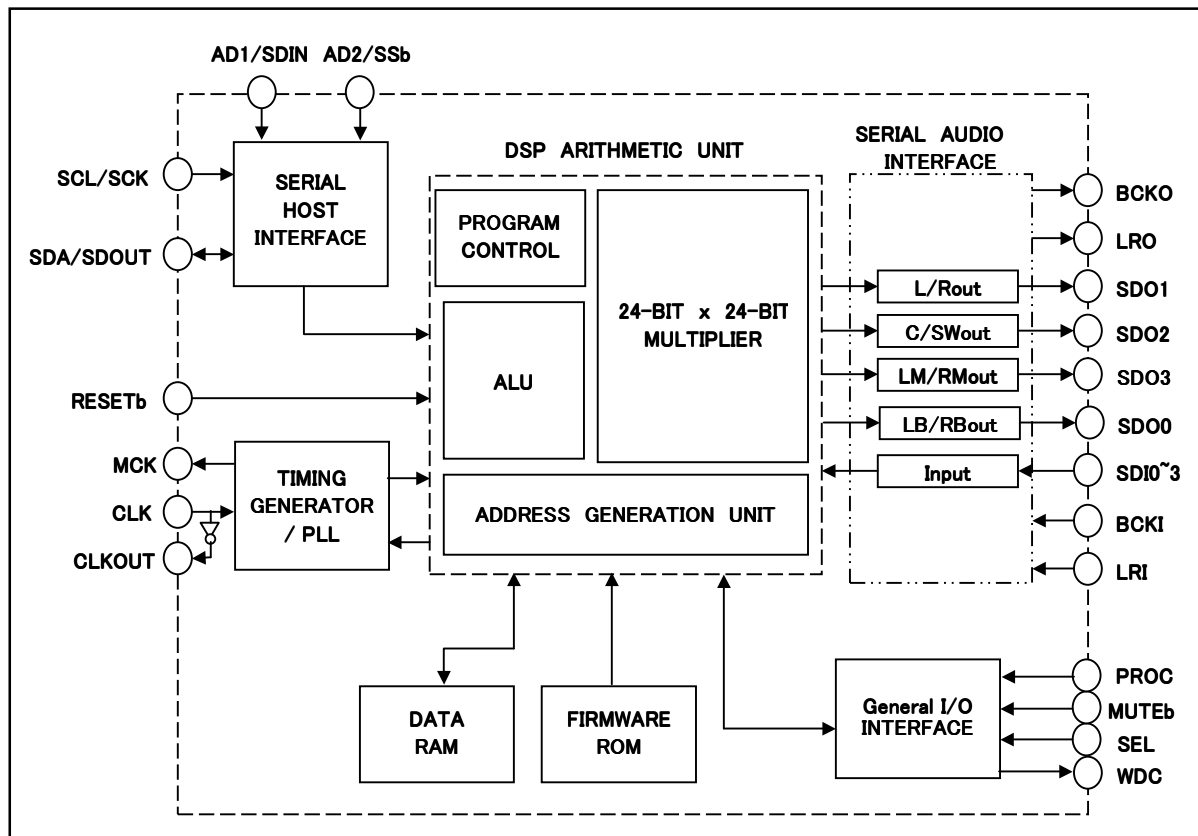 AD1/SDIN AD2/SSb
SERIAL AUDIO
INTERFACE
DSP ARITHMETIC UNIT
SCL/SCK
SDA/SDOUT
SERIAL
HOST
INTERFACE
PROGRAM
CONTROL
24-BIT x 24-BIT
MULTIPLIER
ALU
ADDRESS GENERATION UNIT
RESETb
MCK
CLK
CLKOUT
TIMING
GENERATOR
/ PLL
L/Rout
C/SWout
LM/RMout
LB/RBout
Input
BCKO
LRO
SDO1
SDO2
SDO3
SDO0
SDI0~3
BCKI
LRI
DATA
RAM
FIRMWARE
ROM
General I/O
INTERFACE
PROC
MUTEb
SEL
WDC